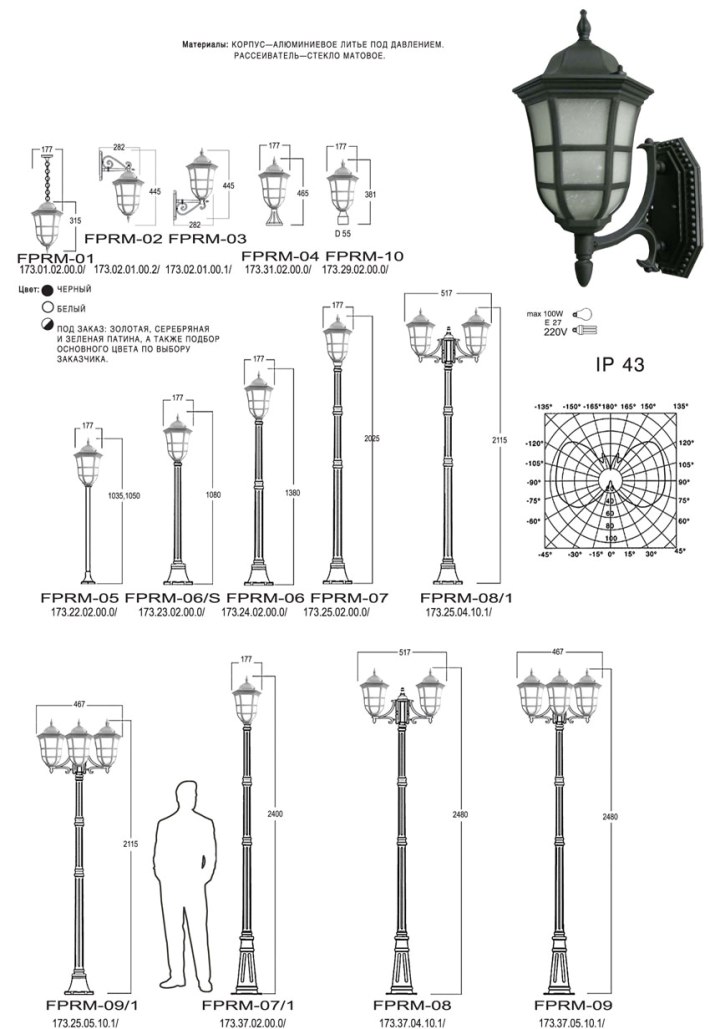 Материалы: КОРПУС—АЛЮМИНИЕВОЕ ЛИТЬЕ ПОД ДАВЛЕНИЕМ.
РАССЕИВАТЕЛЬ—СТЕКЛО МАТОВОЕ.
177
315
282
445
445
282
177
465
177
381
D 55
FPRM-01
173.01.02.00.0/
FPRM-02
173.02.01.00.2/
FPRM-03
173.02.01.00.1/
FPRM-04
173.31.02.00.0/
FPRM-10
173.29.02.00.0/
Цвет:
ЧЕРНЫЙ
БЕЛЫЙ
ПОД ЗАКАЗ: ЗОЛОТАЯ, СЕРЕБРЯНАЯ
И ЗЕЛЕНАЯ ПАТИНА, А ТАКЖЕ ПОДБОР
ОСНОВНОГО ЦВЕТА ПО ВЫБОРУ
ЗАКАЗЧИКА.
max 100W
E 27
220V
IP 43
-135° -150° -165° 180° 165° 150° 135°
-120° 120°
-105° 105°
-90° 90°
-75° 75°
-60° 60°
20
40
60
80
100
-45° -30° -15° 0° 15° 30° 45°
177
1035,1050
177
1080
177
1380
177
2025
517
2115
FPRM-05
173.22.02.00.0/
FPRM-06/S
173.23.02.00.0/
FPRM-06
173.24.02.00.0/
FPRM-07
173.25.02.00.0/
FPRM-08/1
173.25.04.10.1/
467
2115
177
2400
517
2480
467
2480
FPRM-09/1
173.25.05.10.1/
FPRM-07/1
173.37.02.00.0/
FPRM-08
173.37.04.10.1/
FPRM-09
173.37.05.10.1/